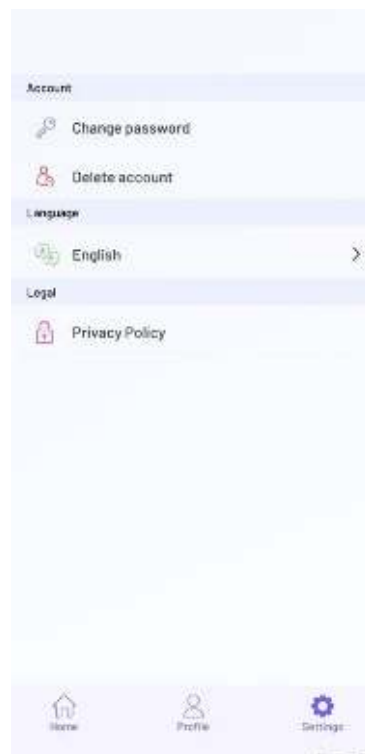 Account
Change password
Delete account
Language
English
Legal
Privacy Policy
Home
Profile
Settings